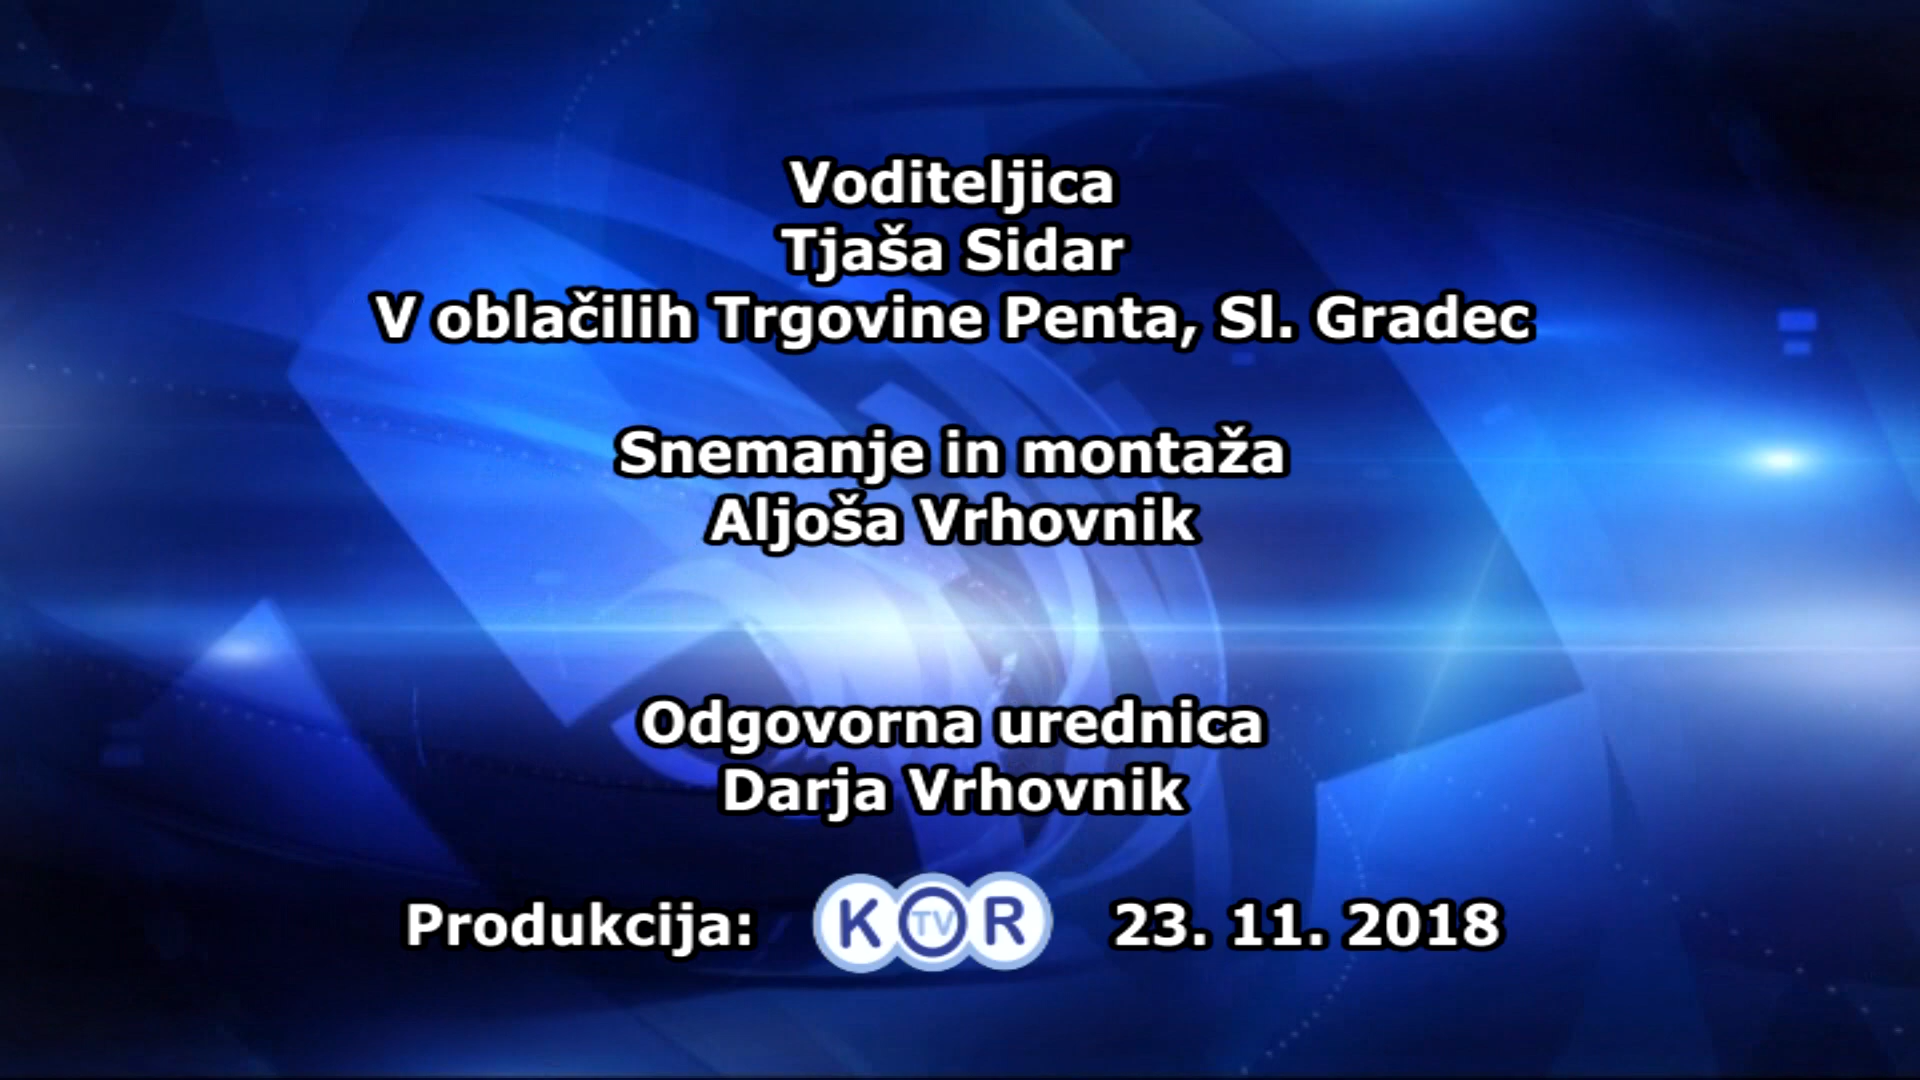 Voditeljica
Tjaša Sidar
V oblačilih Trgovine Penta, Sl. Gradec
Snemanje in montaža
Aljoša Vrhovnik
Odgovorna urednica
Darja Vrhovnik
Produkcija: KTVR 23. 11. 2018